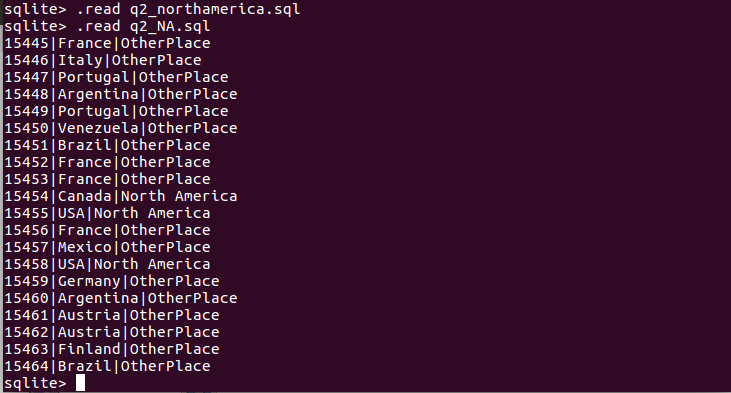 sqlite> .read q2_northamerica.sql
sqlite> .read q2_NA.sql
15445|France|OtherPlace
15446|Italy|OtherPlace
15447|Portugal|OtherPlace
15448|Argentina|OtherPlace
15449|Portugal|OtherPlace
15450|Venezuela|OtherPlace
15451|Brazil|OtherPlace
15452|France|OtherPlace
15453|France|OtherPlace
15454|Canada|North America
15455|USA|North America
15456|France|OtherPlace
15457|Mexico|OtherPlace
15458|USA|North America
15459|Germany|OtherPlace
15460|Argentina|OtherPlace
15461|Austria|OtherPlace
15462|Austria|OtherPlace
15463|Finland|OtherPlace
15464|Brazil|OtherPlace
sqlite>